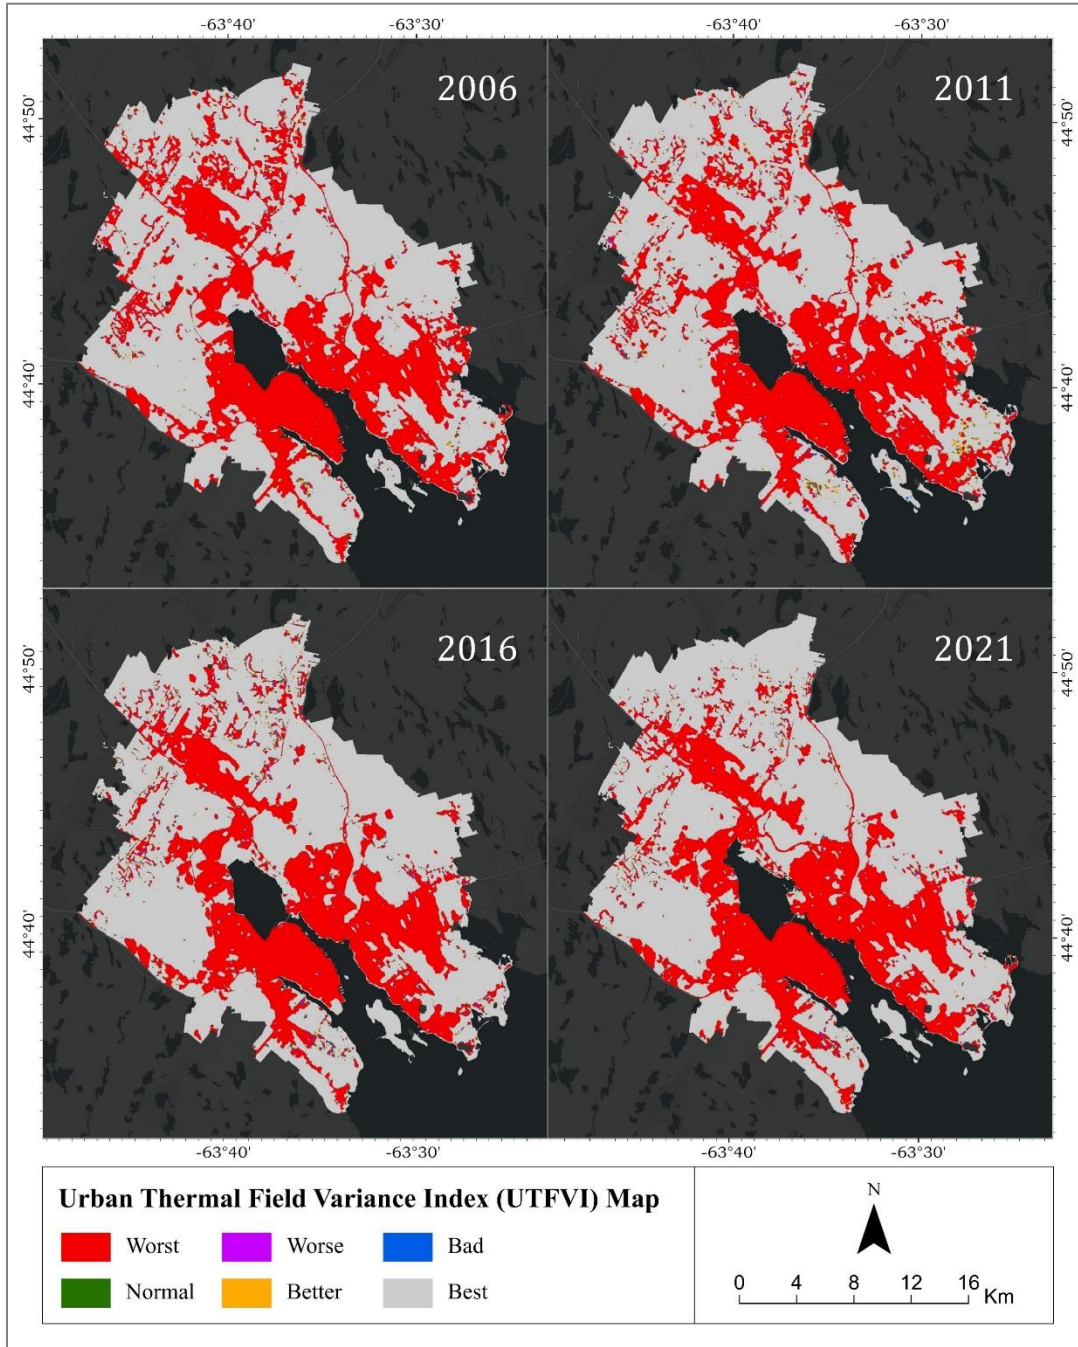 -63°40' -63°30' -63°40' -63°30'
2006 2011
44°50' 44°50'
44°40' 44°40'
2016 2021
44°50' 44°50'
44°40' 44°40'
-63°40' -63°30' -63°40' -63°30'
Urban Thermal Field Variance Index (UTFVI) Map
Worst Worse Bad
Normal Better Best
N
0 4 8 12 16 Km